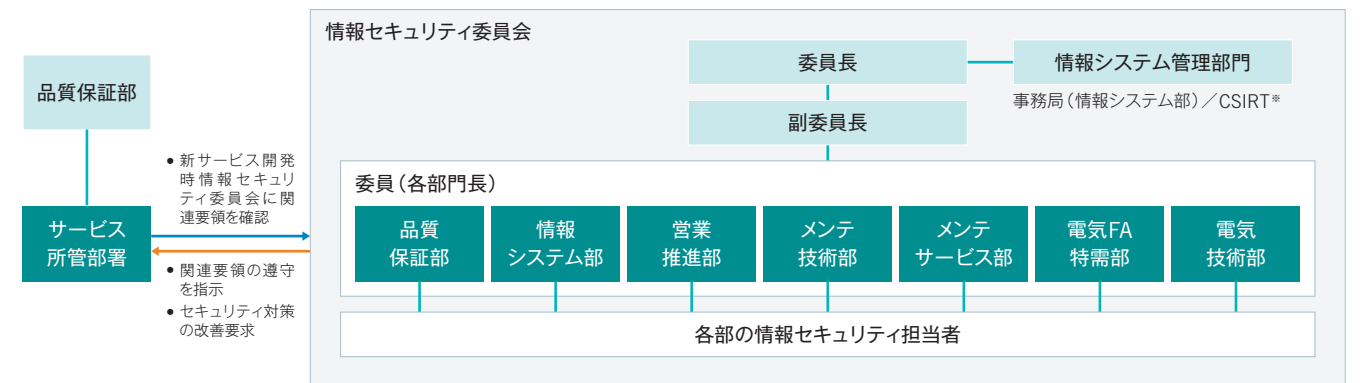 情報セキュリティ委員会
品質保証部
委員長
情報システム管理部門
事務局(情報システム部)/CSIRT※
副委員長
● 新サービス開発
時情報セキュリ
ティ委員会に関
連要領を確認
サービス
所管部署
● 関連要領の遵守
を指示
● セキュリティ対策
の改善要求
委員(各部門長)
品質
保証部
情報
システム部
営業
推進部
メンテ
技術部
メンテ
サービス部
電気FA
特需部
電気
技術部
各部の情報セキュリティ担当者